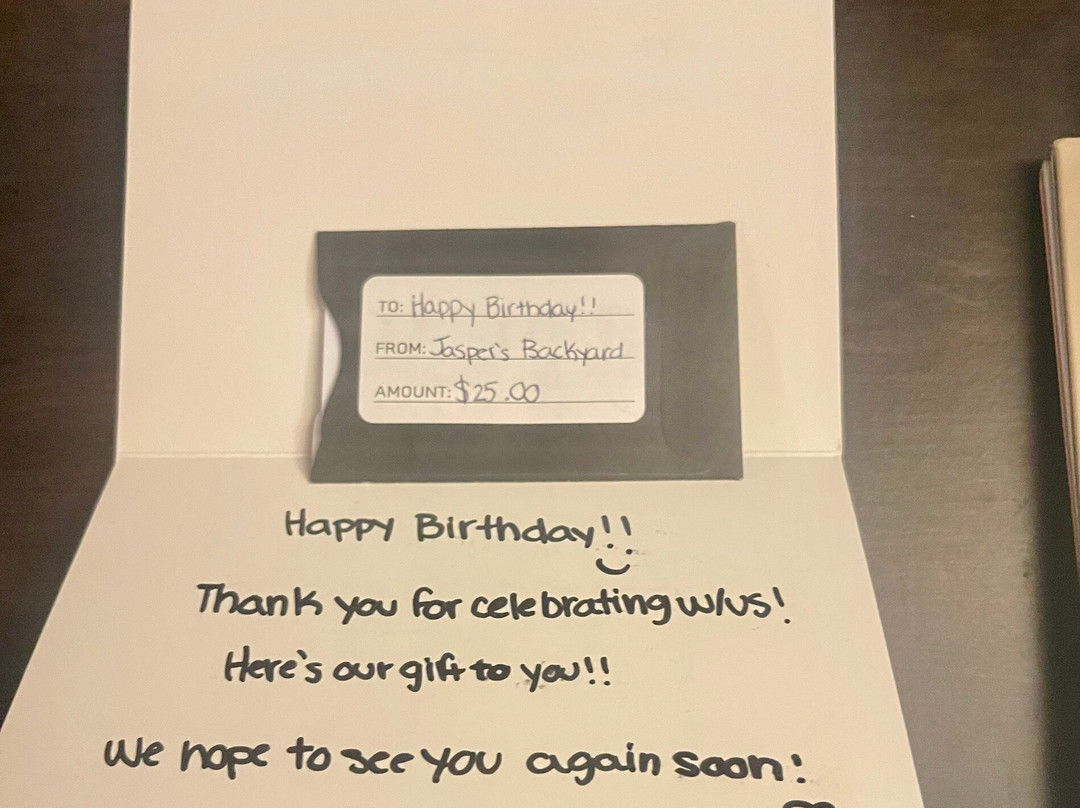 TO: Happy Birthday!!
FROM: Jasper's Backyard
AMOUNT: $25.00
Happy Birthday!!
Thank you for celebrating w/us!
Here's our gift to you!!
We hope to see you again soon!